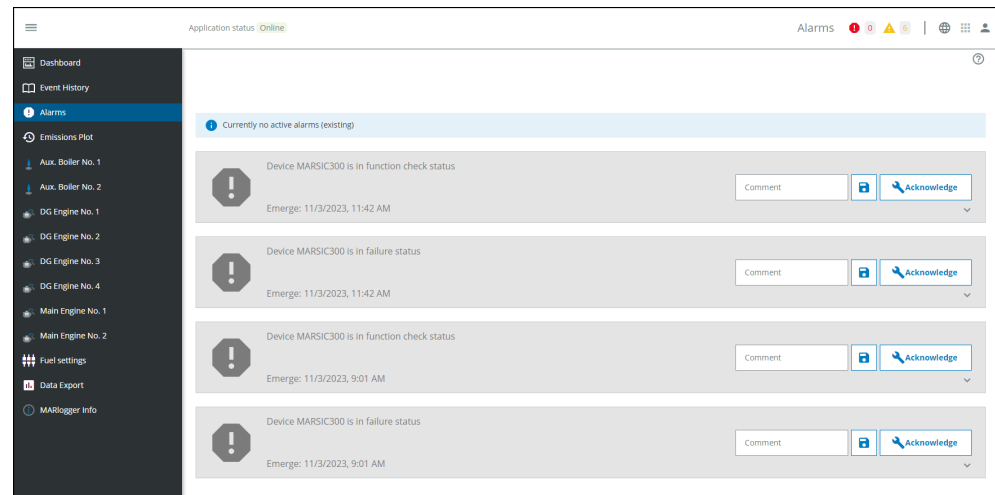 Application status Online
Alarms 0 6
Dashboard
Event History
Alarms
Emissions Plot
Aux. Boiler No. 1
Aux. Boiler No. 2
DG Engine No. 1
DG Engine No. 2
DG Engine No. 3
DG Engine No. 4
Main Engine No. 1
Main Engine No. 2
Fuel settings
Data Export
MARlogger Info
Currently no active alarms (existing)
Device MARSIC300 is in function check status
Comment Acknowledge
Emerge: 11/3/2023, 11:42 AM
Device MARSIC300 is in failure status
Comment Acknowledge
Emerge: 11/3/2023, 11:42 AM
Device MARSIC300 is in function check status
Comment Acknowledge
Emerge: 11/3/2023, 9:01 AM
Device MARSIC300 is in failure status
Comment Acknowledge
Emerge: 11/3/2023, 9:01 AM